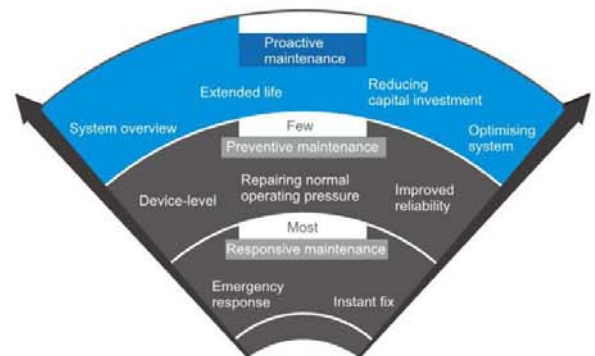 Proactive
maintenance
Extended life
Reducing
capital investment
System overview
Optimising
system
Few
Preventive maintenance
Device-level
Repairing normal
operating pressure
Improved
reliability
Most
Responsive maintenance
Emergency
response
Instant fix